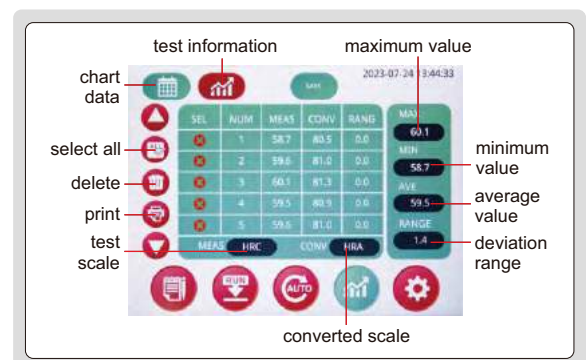 test information
maximum value
chart
data
2023-07-24 13:44:33
SAVE
SEL NUM MEAS CONV RANG
1 58.7 80.5 0.0
2 59.6 81.0 0.0
3 60.1 81.3 0.0
4 59.5 80.9 0.0
5 59.6 81.0 0.0
MEAS HRC CONV HRA
MAX
60.1
MIN
58.7
AVE
59.5
RANGE
1.4
select all
delete
print
test
scale
minimum
value
average
value
deviation
range
RUN
AUTO
converted scale